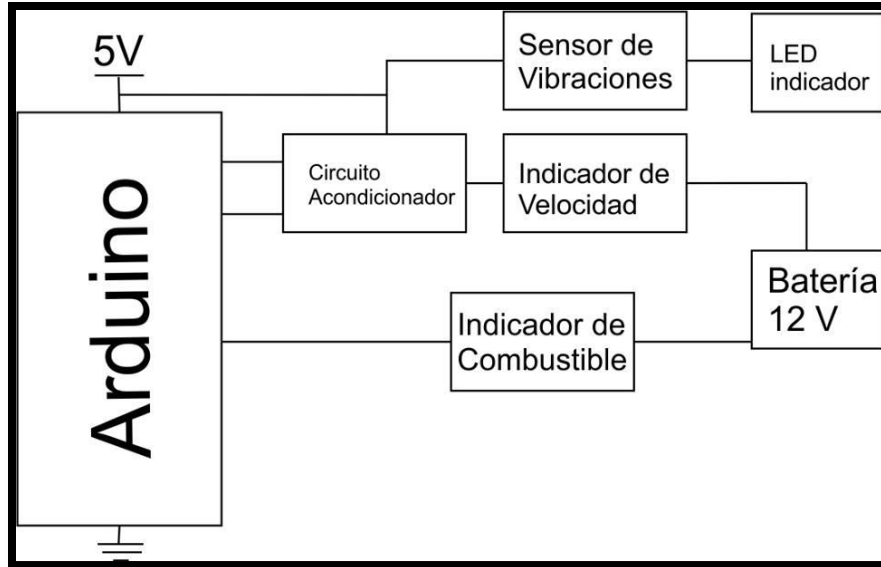 5V
Arduino
Circuito
Acondicionador
Sensor de
Vibraciones
LED
indicador
Indicador de
Velocidad
Batería
12 V
Indicador de
Combustible